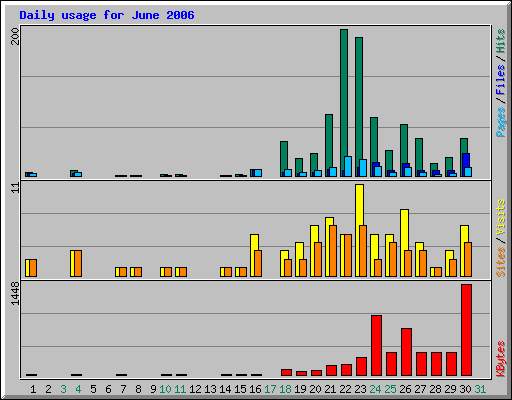 Daily usage for June 2006
200
Pages / Files / Hits
11
Sites / Visits
1448
KBytes
1 2 3 4 5 6 7 8 9 10 11 12 13 14 15 16 17 18 19 20 21 22 23 24 25 26 27 28 29 30 31